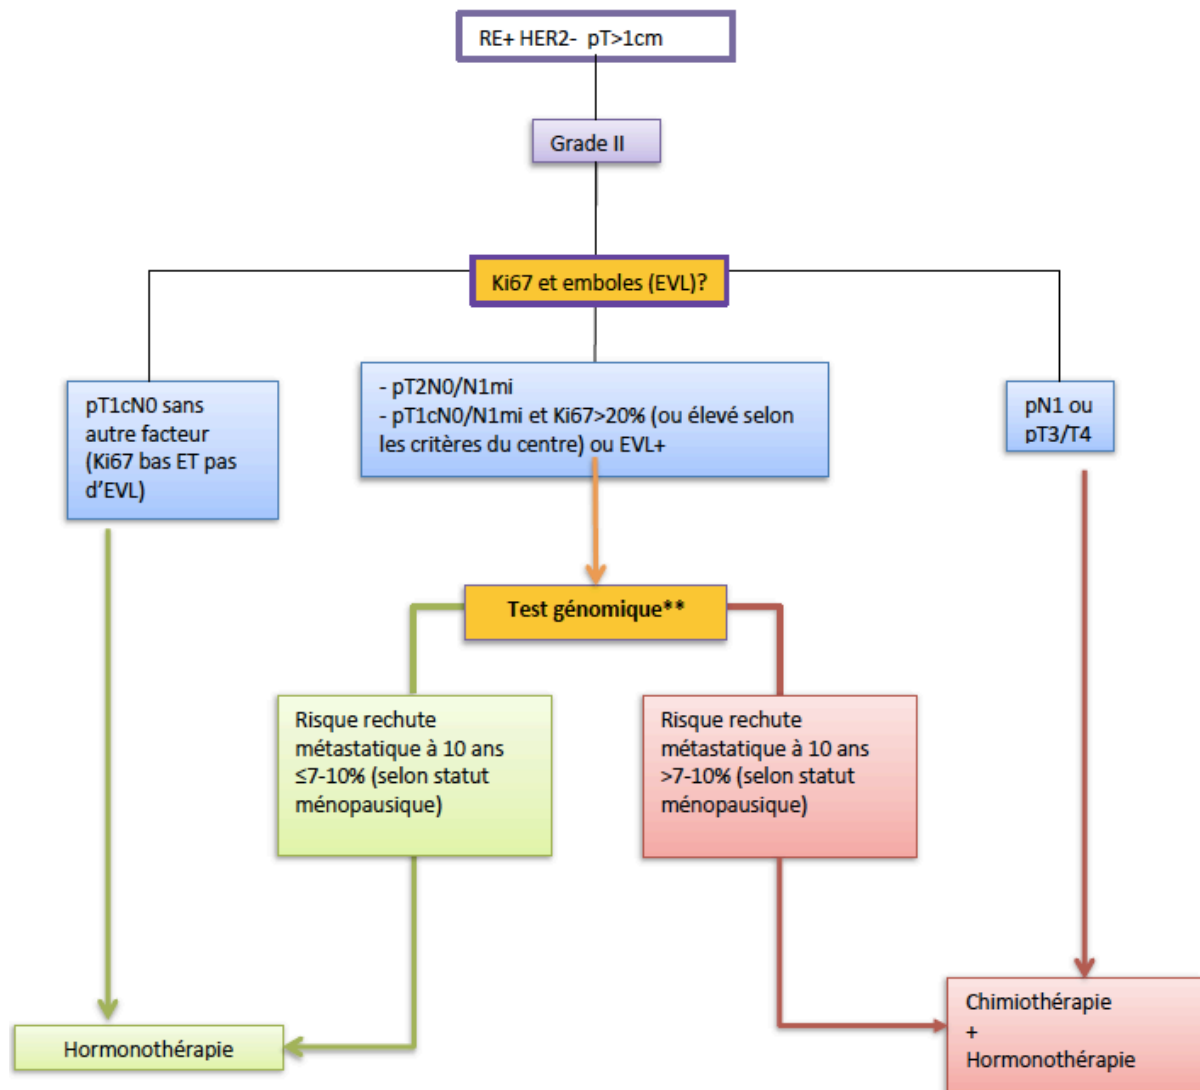 RE+ HER2-  pT>1cm
Grade II
Ki67 et emboles (EVL)?
pT1cN0 sans
autre facteur
(Ki67 bas ET pas
d'EVL)
- pT2N0/N1mi
- pT1cN0/N1mi et Ki67>20% (ou élevé selon
les critères du centre) ou EVL+
pN1 ou
pT3/T4
Test génomique**
Risque rechute
métastatique à 10 ans
≤7-10% (selon statut
ménopausique)
Risque rechute
métastatique à 10 ans
>7-10% (selon statut
ménopausique)
Hormonothérapie
Chimiothérapie
+
Hormonothérapie